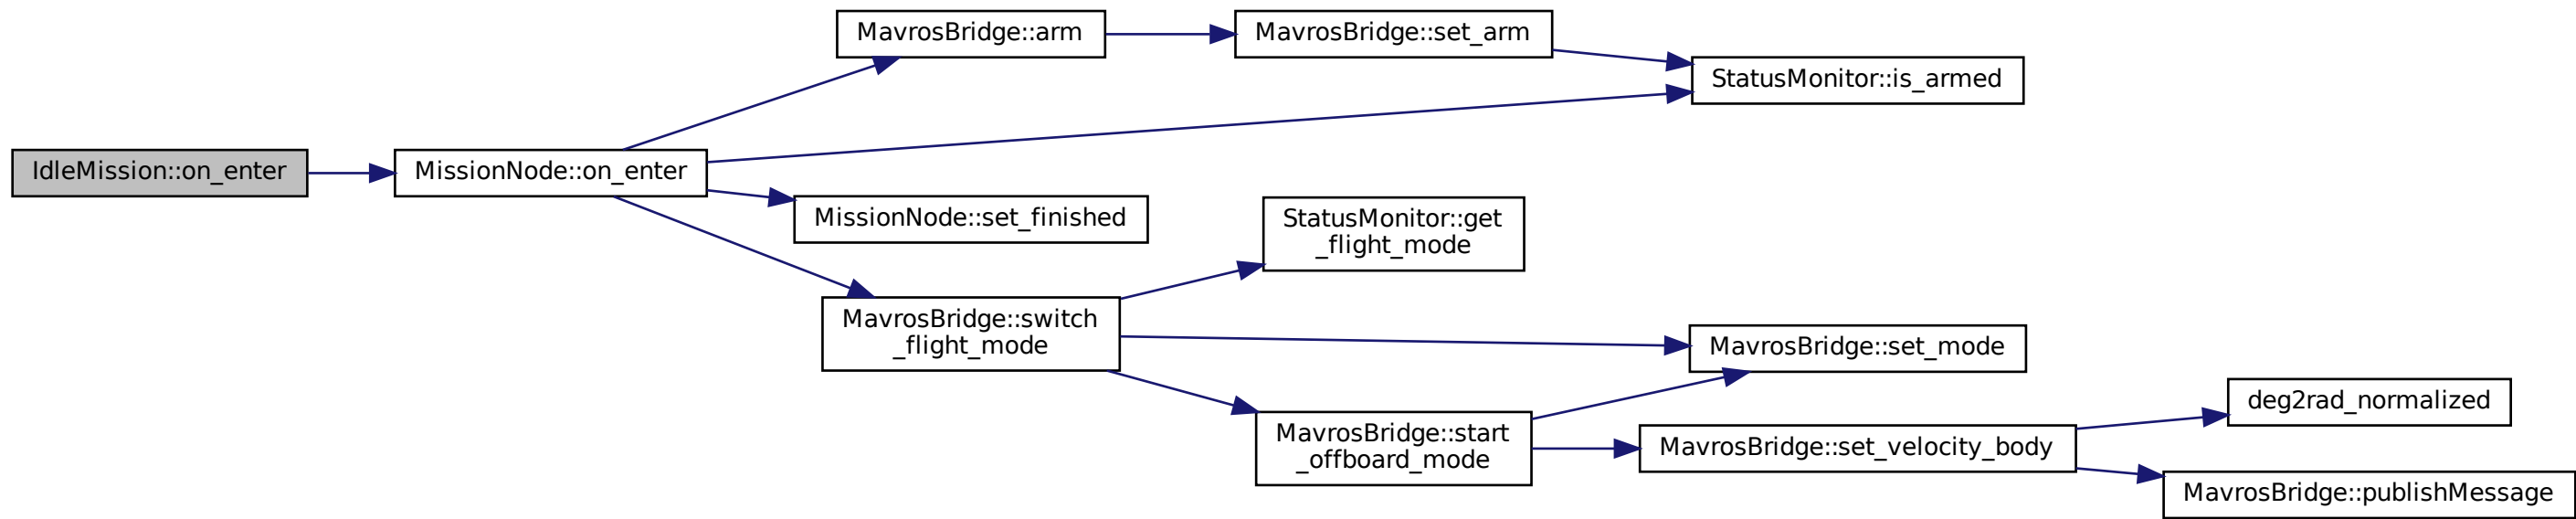 MavrosBridge::arm
MavrosBridge::set_arm
StatusMonitor::is_armed
IdleMission::on_enter
MissionNode::on_enter
MissionNode::set_finished
StatusMonitor::get
_flight_mode
MavrosBridge::switch
_flight_mode
MavrosBridge::set_mode
MavrosBridge::start
_offboard_mode
MavrosBridge::set_velocity_body
deg2rad_normalized
MavrosBridge::publishMessage